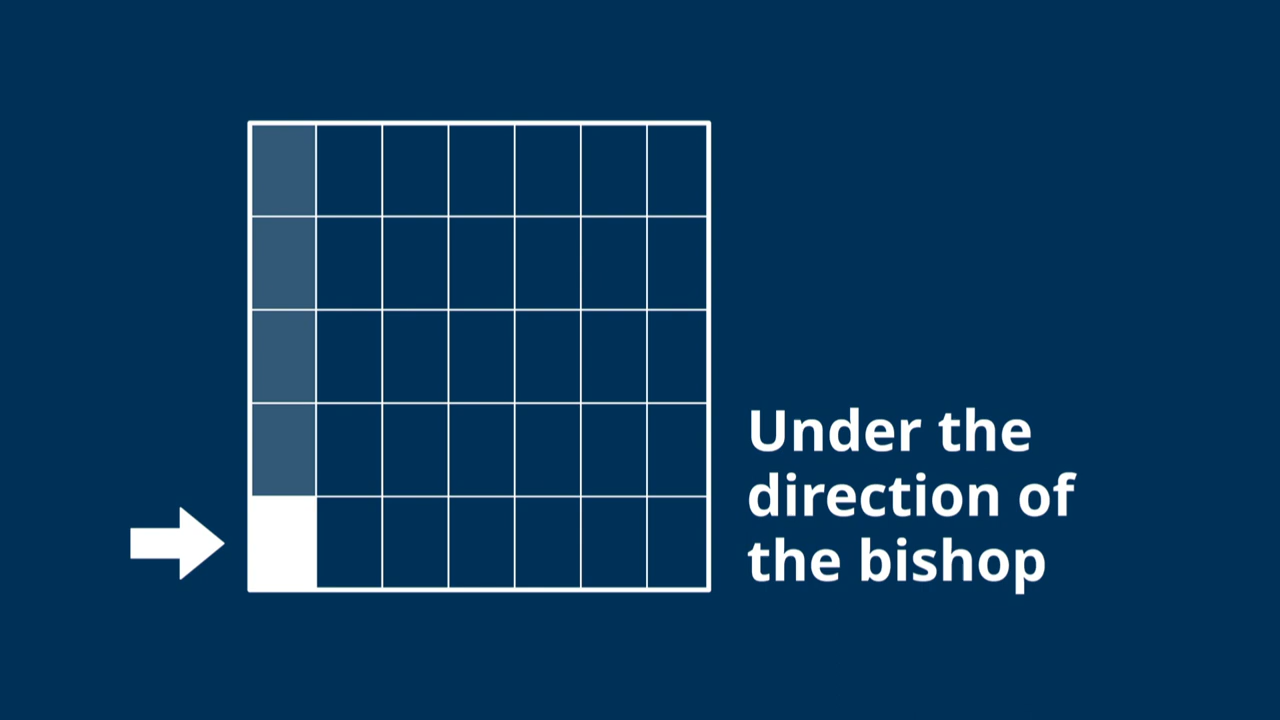 Under the
direction of
the bishop